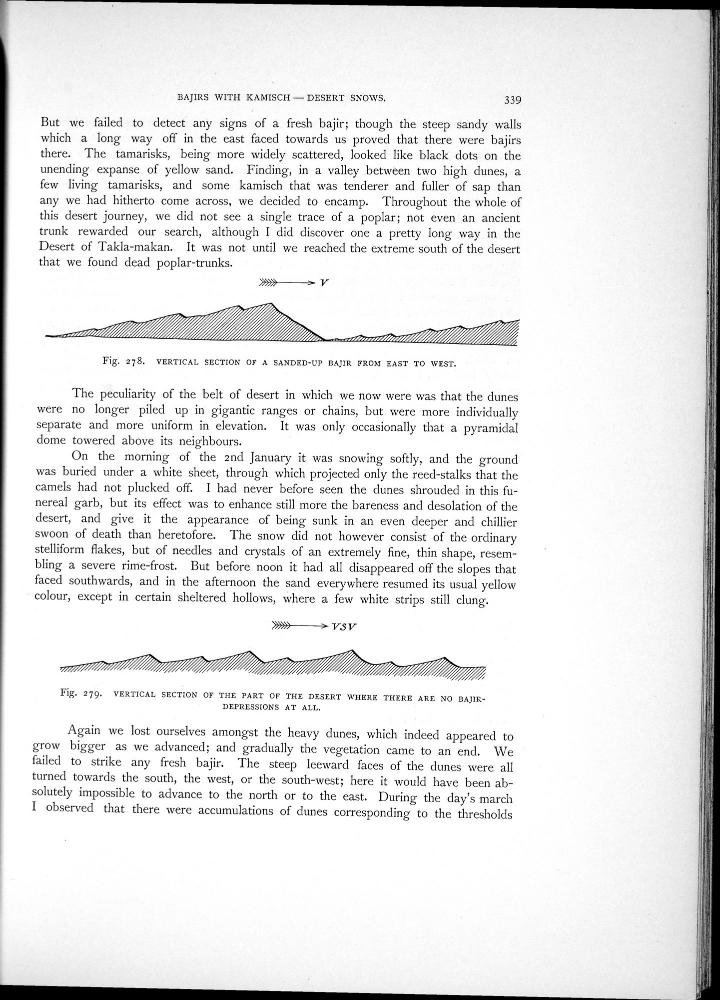 BAJIRS WITH KAMISCH — DESERT SNOWS. 339
But we failed to detect any signs of a fresh bajir; though the steep sandy walls
which a long way off in the east faced towards us proved that there were bajirs
there. The tamarisks, being more widely scattered, looked like black dots on the
unending expanse of yellow sand. Finding, in a valley between two high dunes, a
few living tamarisks, and some kamisch that was tenderer and fuller of sap than
any we had hitherto come across, we decided to encamp. Throughout the whole of
this desert journey, we did not see a single trace of a poplar; not even an ancient
trunk rewarded our search, although I did discover one a pretty long way in the
Desert of Takla-makan. It was not until we reached the extreme south of the desert
that we found dead poplar-trunks.
V
Fig. 278. VERTICAL SECTION OF A SANDED-UP BAJIR FROM EAST TO WEST.
The peculiarity of the belt of desert in which we now were was that the dunes
were no longer piled up in gigantic ranges or chains, but were more individually
separate and more uniform in elevation. It was only occasionally that a pyramidal
dome towered above its neighbours.
On the morning of the 2nd January it was snowing softly, and the ground
was buried under a white sheet, through which projected only the reed-stalks that the
camels had not plucked off. I had never before seen the dunes shrouded in this fu-
nereal garb, but its effect was to enhance still more the bareness and desolation of the
desert, and give it the appearance of being sunk in an even deeper and chillier
swoon of death than heretofore. The snow did not however consist of the ordinary
stelliform flakes, but of needles and crystals of an extremely fine, thin shape, resem-
bling a severe rime-frost. But before noon it had all disappeared off the slopes that
faced southwards, and in the afternoon the sand everywhere resumed its usual yellow
colour, except in certain sheltered hollows, where a few white strips still clung.
VSV
Fig. 279. VERTICAL SECTION OF THE PART OF THE DESERT WHERE THERE ARE NO BAJIR-
DEPRESSIONS AT ALL.
Again we lost ourselves amongst the heavy dunes, which indeed appeared to
grow bigger as we advanced; and gradually the vegetation came to an end. We
failed to strike any fresh bajir. The steep leeward faces of the dunes were all
turned towards the south, the west, or the south-west; here it would have been ab-
solutely impossible to advance to the north or to the east. During the day's march
I observed that there were accumulations of dunes corresponding to the thresholds